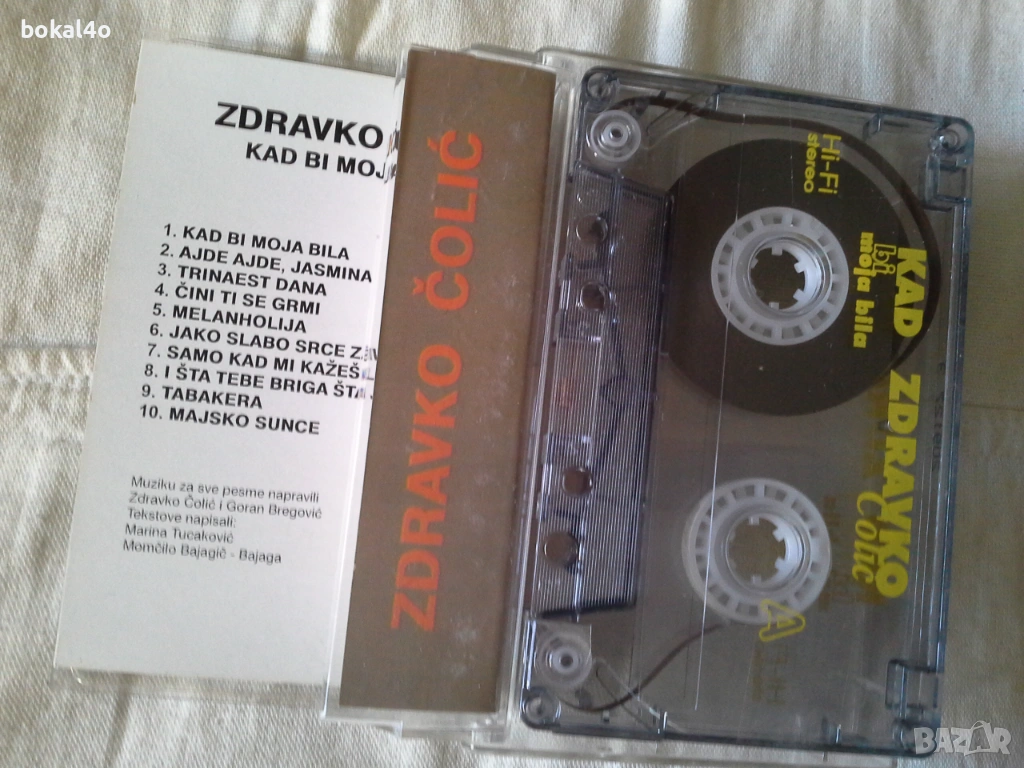 bokal4o
ZDRAVKO
KAD BI MOJ
1. KAD BI MOJA BILA
2. AJDE AJDE, JASMINA
3. TRINAEST DANA
4. ČINI TI SE GRMI
5. MELANHOLIJA
6. JAKO SLABO SRCE
7. SAMO KAD MI KAŽEŠ
8. I ŠTA TEBE BRIGA ŠTA
9. TABAKERA
10. MAJSKO SUNCE
Muziku za sve pesme napravili
Zdravko Čolić i Goran Bregović
Tekstove napisali:
Marina Tucaković
Momčilo Bajagić - Bajaga
ZDRAVKO ČOLIĆ
Hi-Fi
stereo
KAD
bi
moja bila
ZDRAVKO
Čolić
A
BAZAR